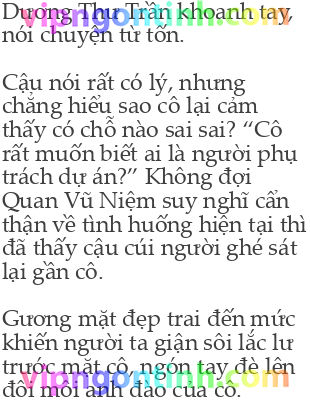 Dương Thư Trần khoanh tay,
nói chuyện từ tốn.
Cậu nói rất có lý, nhưng
chẳng hiểu sao cô lại cảm
thấy có chỗ nào sai sai? “Cô
rất muốn biết ai là người phụ
trách dự án?” Không đợi
Quan Vũ Niệm suy nghĩ cẩn
thận về tình huống hiện tại thì
đã thấy cậu cúi người ghé sát
lại gần cô.
Gương mặt đẹp trai đến mức
khiến người ta giận sôi lắc lư
trước mặt cô, ngón tay đè lên
đôi môi anh đào của cô.
vipngontinh.com
vipngontinh.com